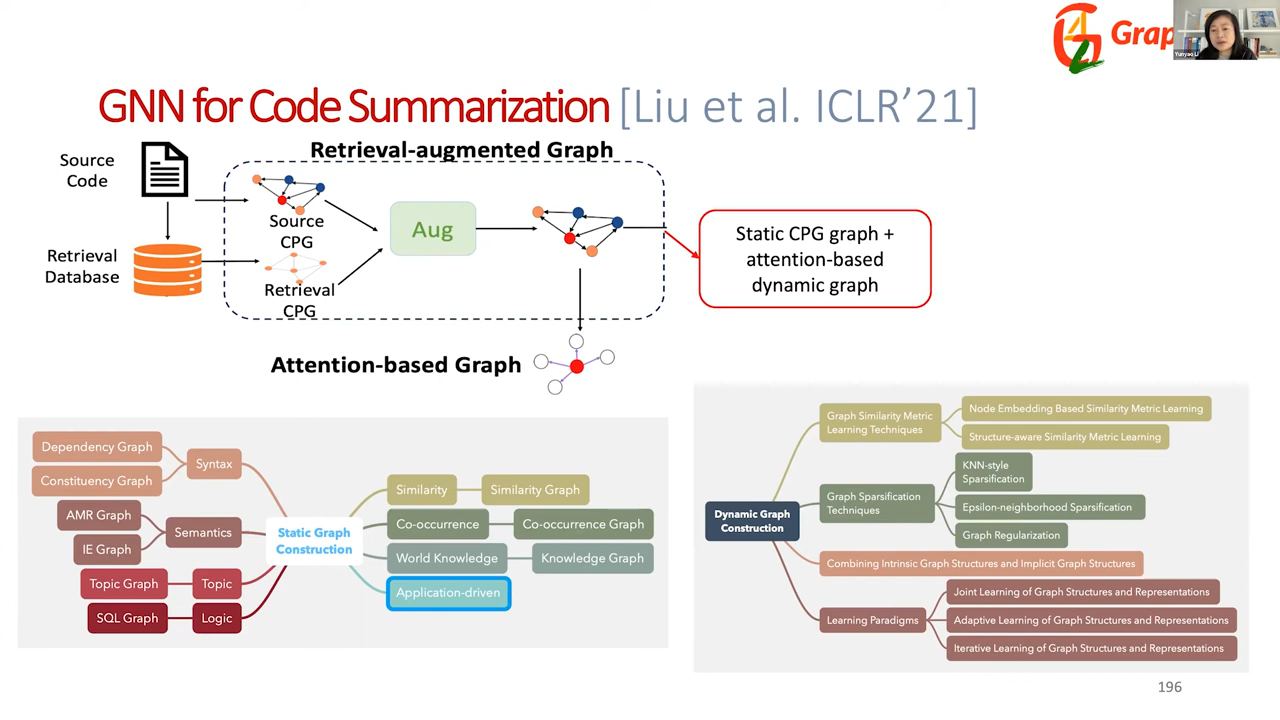 Grap
Yunyao Li
GNN for Code Summarization [Liu et al. ICLR’21]
Retrieval-augmented Graph
Source
Code
Source
CPG
Aug
Retrieval
Database
Retrieval
CPG
Static CPG graph +
attention-based
dynamic graph
Attention-based Graph
Dependency Graph
Constituency Graph
Syntax
AMR Graph
IE Graph
Semantics
Topic Graph
Topic
SQL Graph
Logic
Static Graph
Construction
Similarity
Similarity Graph
Co-occurrence
Co-occurrence Graph
World Knowledge
Knowledge Graph
Application-driven
Dynamic Graph
Construction
Graph Similarity Metric
Learning Techniques
Node Embedding Based Similarity Metric Learning
Structure-aware Similarity Metric Learning
Graph Sparsification
Techniques
KNN-style
Sparsification
Epsilon-neighborhood Sparsification
Graph Regularization
Combining Intrinsic Graph Structures and Implicit Graph Structures
Learning Paradigms
Joint Learning of Graph Structures and Representations
Adaptive Learning of Graph Structures and Representations
Iterative Learning of Graph Structures and Representations
196